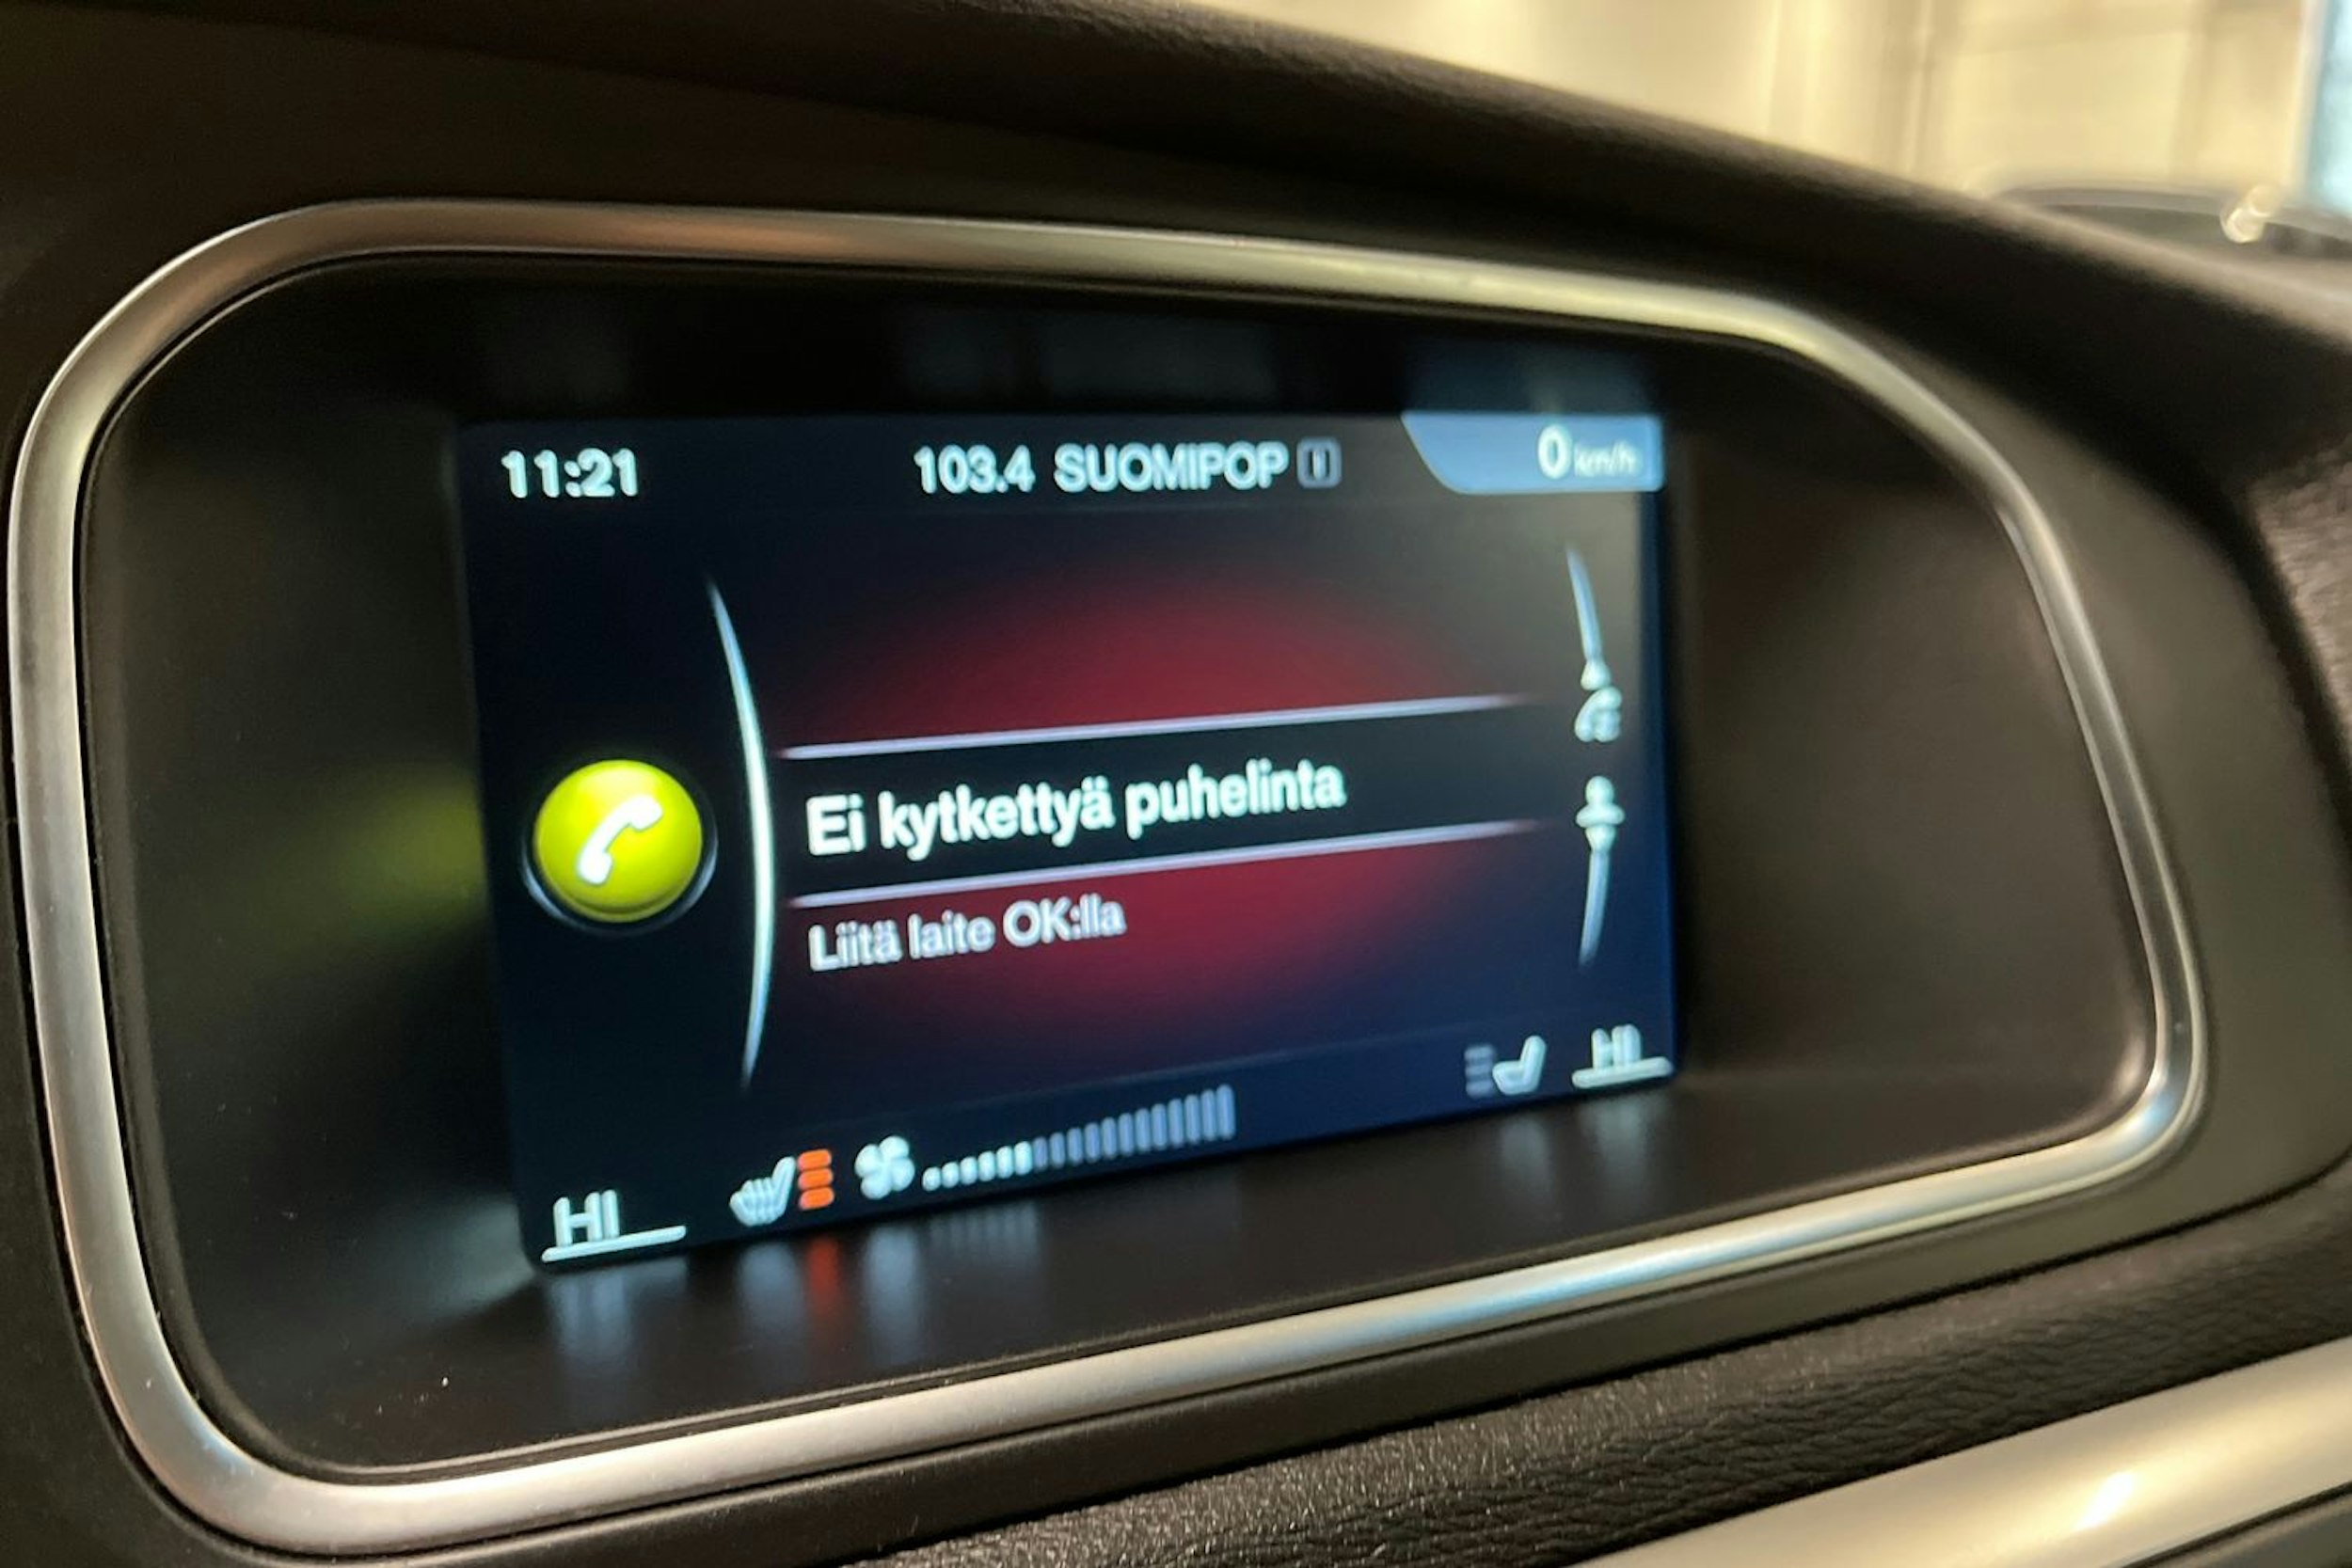 11:21
103.4 SUOMIPOP
0 km/h
Ei kytkettyä puhelinta
Liitä laite OK:lla
HI
HI